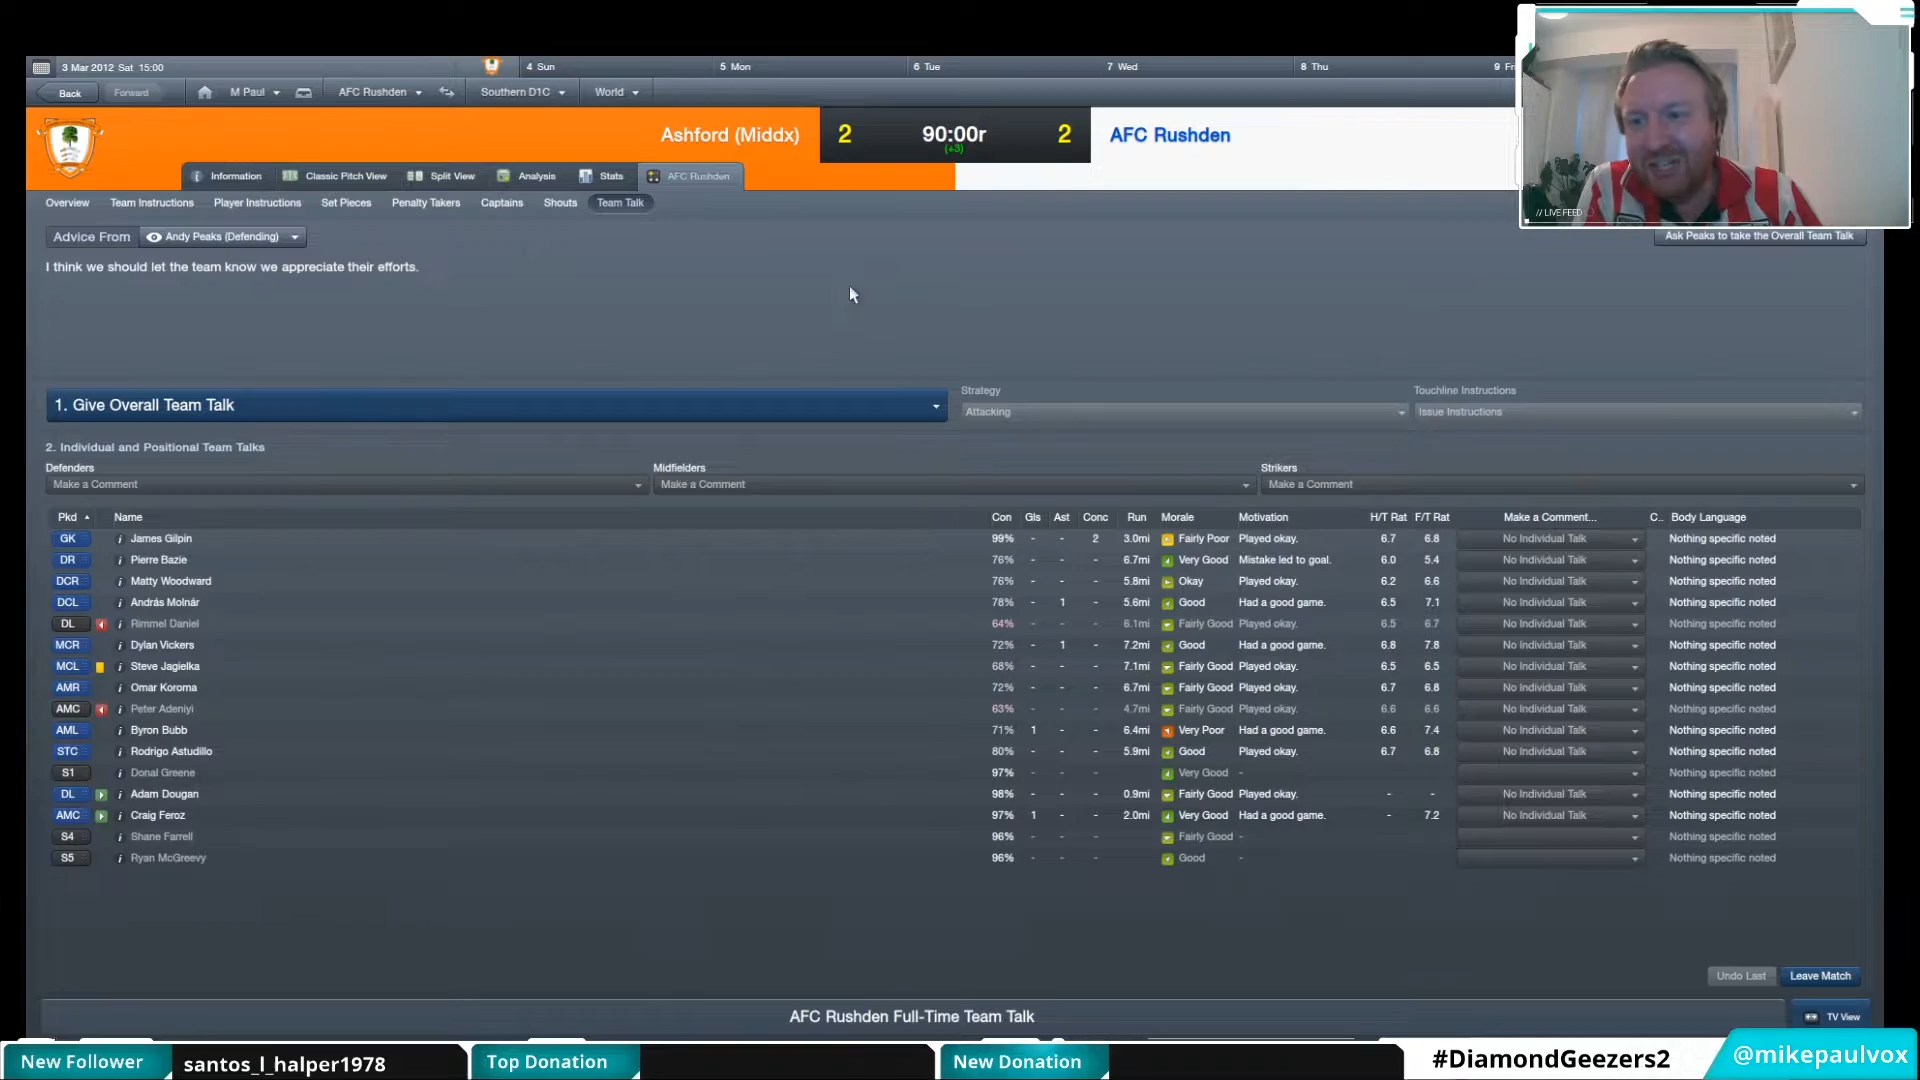 3 Mar 2012 Sat 15:00 4 Sun 5 Mon 6 Tue 7 Wed 8 Thu 9 Fr
Back Forward M Paul AFC Rushden Southern D1C World
Ashford (Middx) 2 90:00r 2 AFC Rushden
(+3)
Information Classic Pitch View Split View Analysis Stats AFC Rushden
Overview Team Instructions Player Instructions Set Pieces Penalty Takers Captains Shouts Team Talk
// LIVE FEED
Advice From Andy Peaks (Defending) Ask Peaks to take the Overall Team Talk
I think we should let the team know we appreciate their efforts.
Strategy Touchline Instructions
1. Give Overall Team Talk Attacking Issue Instructions
2. Individual and Positional Team Talks
Defenders Midfielders Strikers
Make a Comment Make a Comment Make a Comment
Pkd Name Con Gls Ast Conc Run Morale Motivation H/T Rat F/T Rat Make a Comment... C.. Body Language
GK i James Gilpin 99% - - 2 3.0mi Fairly Poor Played okay. 6.7 6.8 No Individual Talk Nothing specific noted
DR i Pierre Bazie 76% - - - 6.7mi Very Good Mistake led to goal. 6.0 5.4 No Individual Talk Nothing specific noted
DCR i Matty Woodward 76% - - - 5.8mi Okay Played okay. 6.2 6.6 No Individual Talk Nothing specific noted
DCL i András Molnár 78% - 1 - 5.6mi Good Had a good game. 6.5 7.1 No Individual Talk Nothing specific noted
DL i Rimmel Daniel 64% - - - 6.1mi Fairly Good Played okay. 6.5 6.7 No Individual Talk Nothing specific noted
MCR i Dylan Vickers 72% - 1 - 7.2mi Good Had a good game. 6.8 7.8 No Individual Talk Nothing specific noted
MCL i Steve Jagielka 68% - - - 7.1mi Fairly Good Played okay. 6.5 6.5 No Individual Talk Nothing specific noted
AMR i Omar Koroma 72% - - - 6.7mi Fairly Good Played okay. 6.7 6.8 No Individual Talk Nothing specific noted
AMC i Peter Adeniyi 63% - - - 4.7mi Fairly Good Played okay. 6.6 6.6 No Individual Talk Nothing specific noted
AML i Byron Bubb 71% 1 - - 6.4mi Very Poor Had a good game. 6.6 7.4 No Individual Talk Nothing specific noted
STC i Rodrigo Astudillo 80% - - - 5.9mi Good Played okay. 6.7 6.8 No Individual Talk Nothing specific noted
S1 i Donal Greene 97% - - - Very Good - Nothing specific noted
DL i Adam Dougan 98% - - - 0.9mi Fairly Good Played okay. - - No Individual Talk Nothing specific noted
AMC i Craig Feroz 97% 1 - - 2.0mi Very Good Had a good game. - 7.2 No Individual Talk Nothing specific noted
S4 i Shane Farrell 96% - - - Fairly Good - Nothing specific noted
S5 i Ryan McGreevy 96% - - - Good - Nothing specific noted
Undo Last Leave Match
AFC Rushden Full-Time Team Talk TV View
New Follower santos_l_halper1978 Top Donation New Donation #DiamondGeezers2 @mikepaulvox